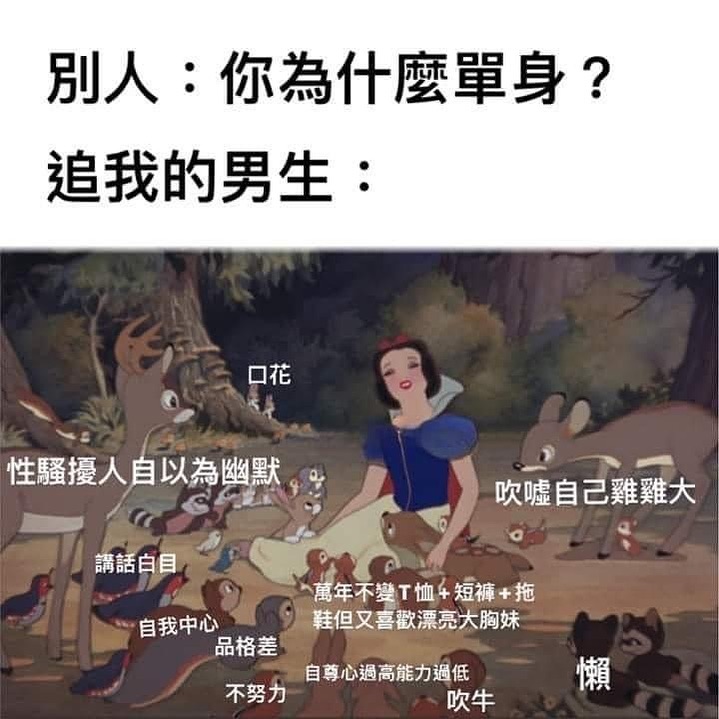 別人：你為什麼單身？
追我的男生：
口花
性騷擾人自以為幽默
吹噓自己雞雞大
講話白目
萬年不變T恤+短褲+拖
鞋但又喜歡漂亮大胸妹
自我中心
品格差
自尊心過高能力過低
懶
不努力
吹牛